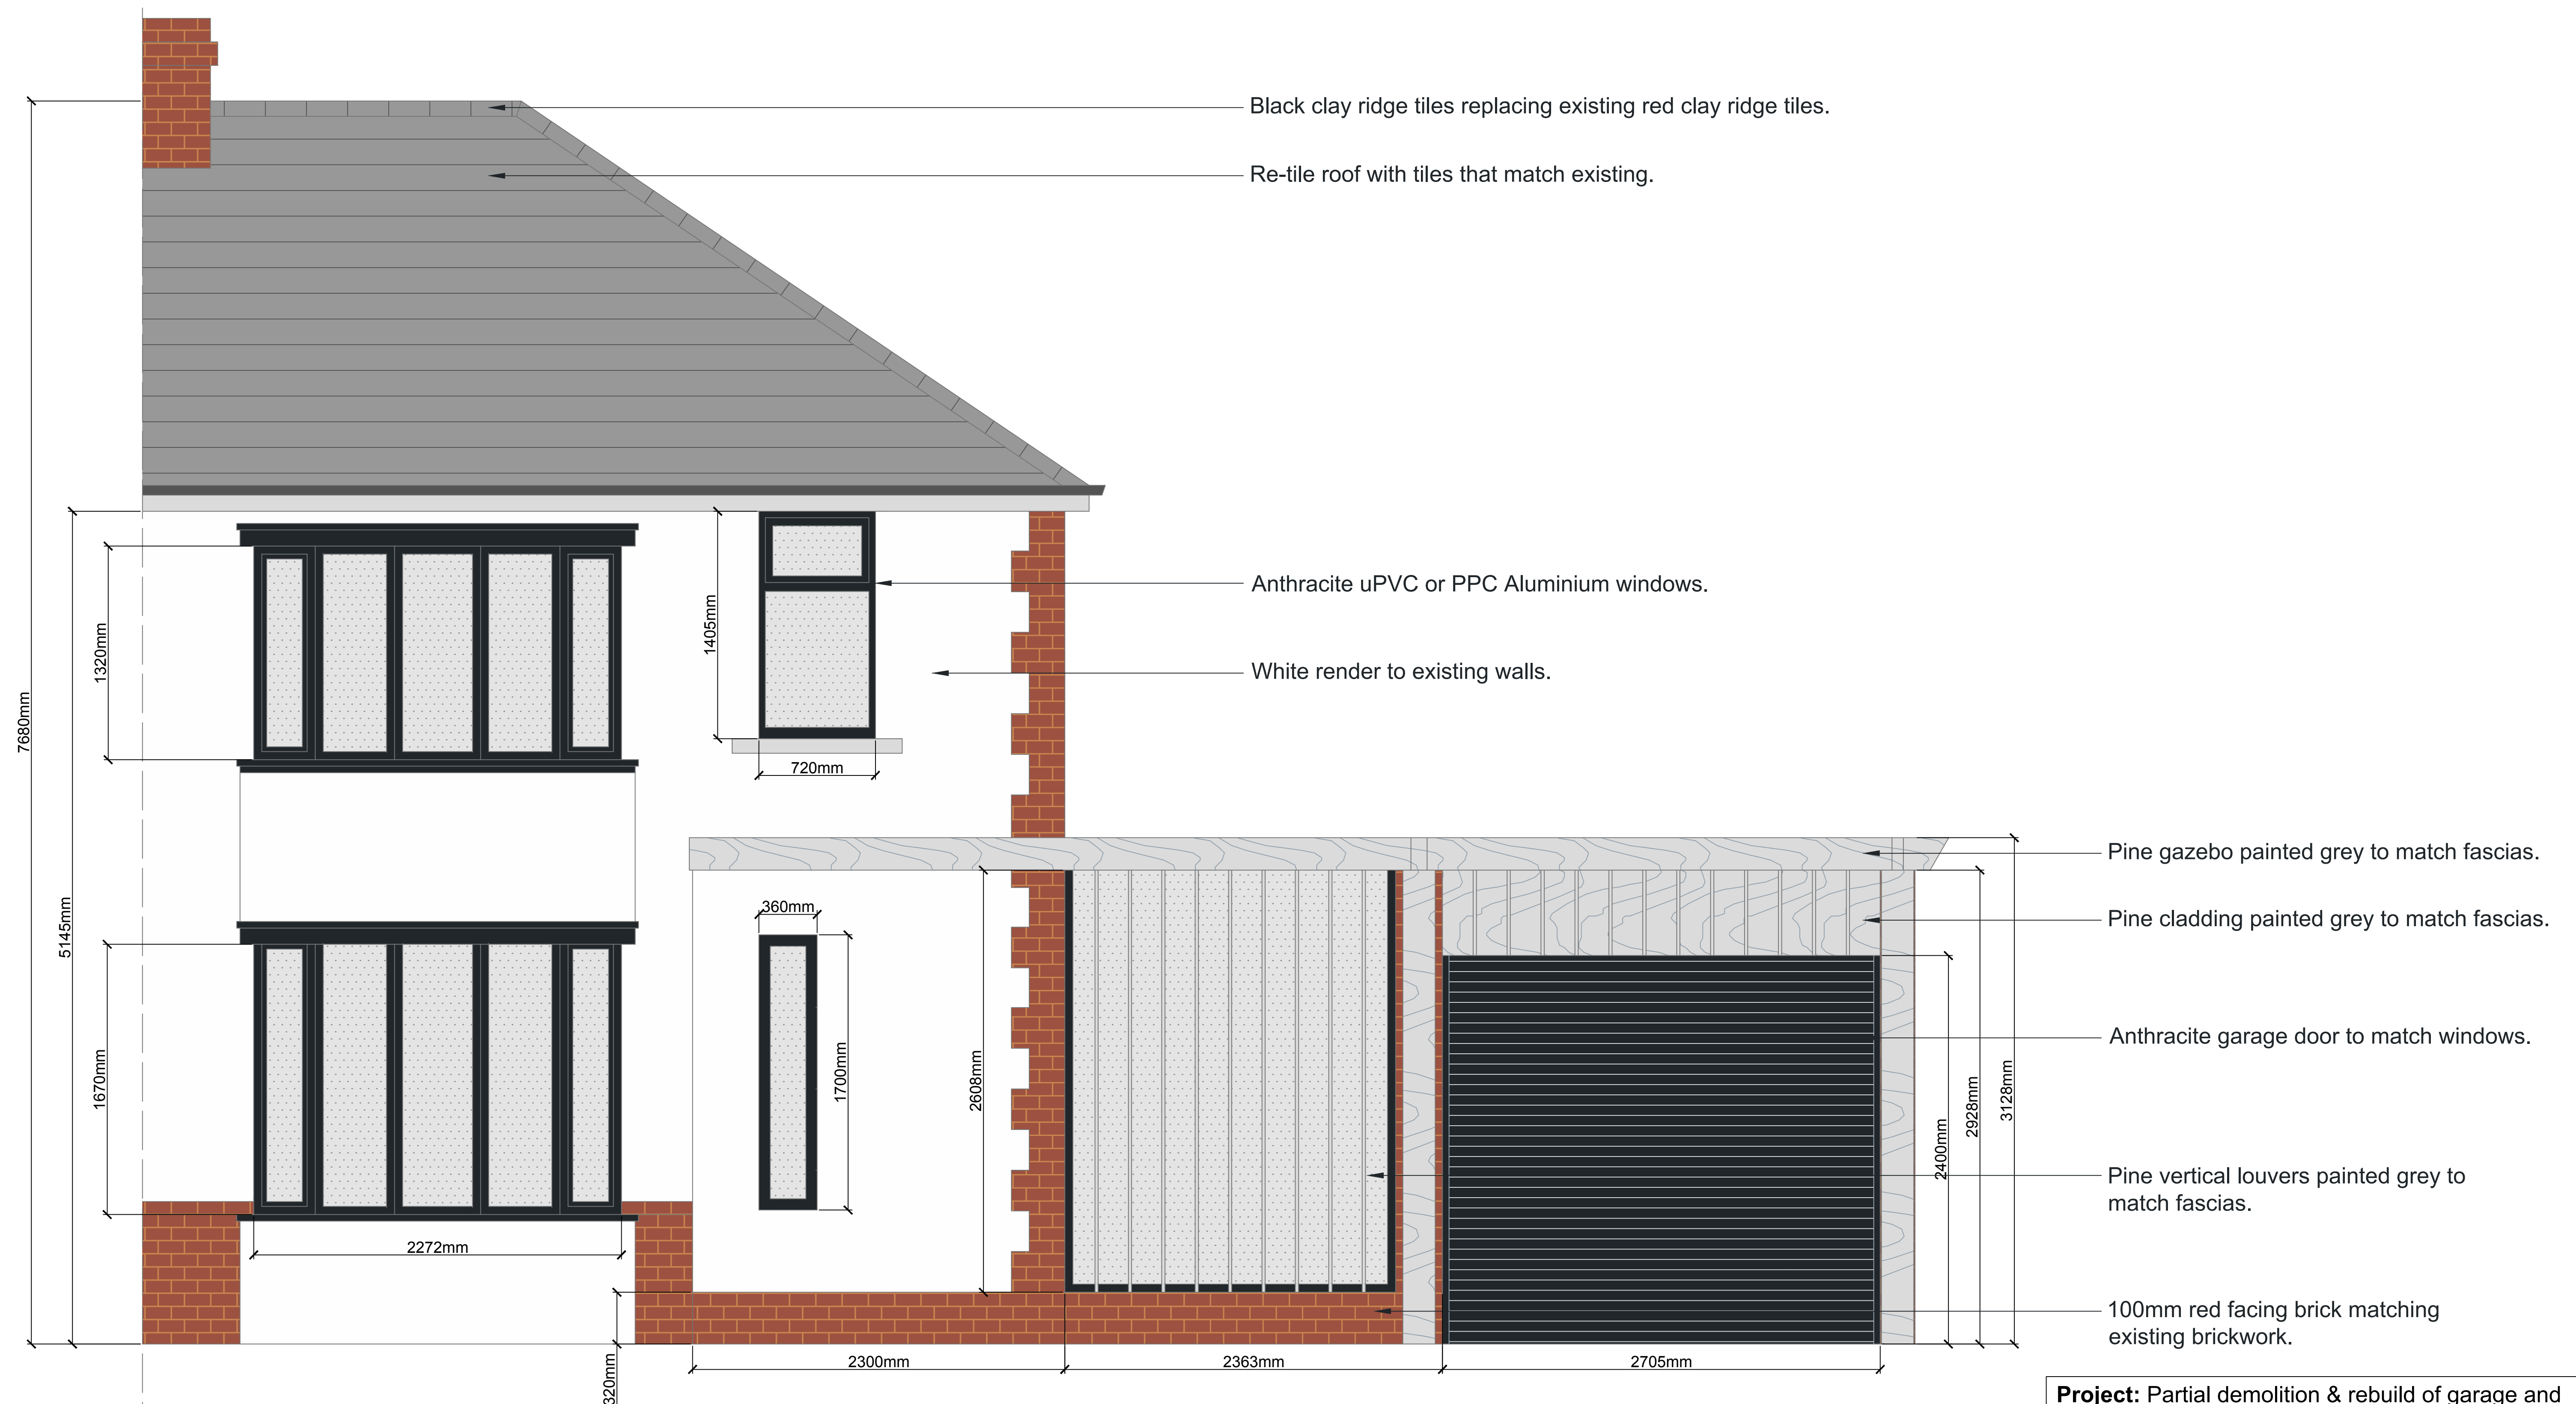 Black clay ridge tiles replacing existing red clay ridge tiles.
Re-tile roof with tiles that match existing.
Anthracite uPVC or PPC Aluminium windows.
White render to existing walls.
7680mm
5145mm
1320mm
1405mm
720mm
Pine gazebo painted grey to match fascias.
Pine cladding painted grey to match fascias.
360mm
1670mm
1700mm
2608mm
2400mm
2928mm
3128mm
Anthracite garage door to match windows.
Pine vertical louvers painted grey to
match fascias.
2272mm
100mm red facing brick matching
existing brickwork.
320mm
2300mm
2363mm
2705mm
Project: Partial demolition & rebuild of garage and